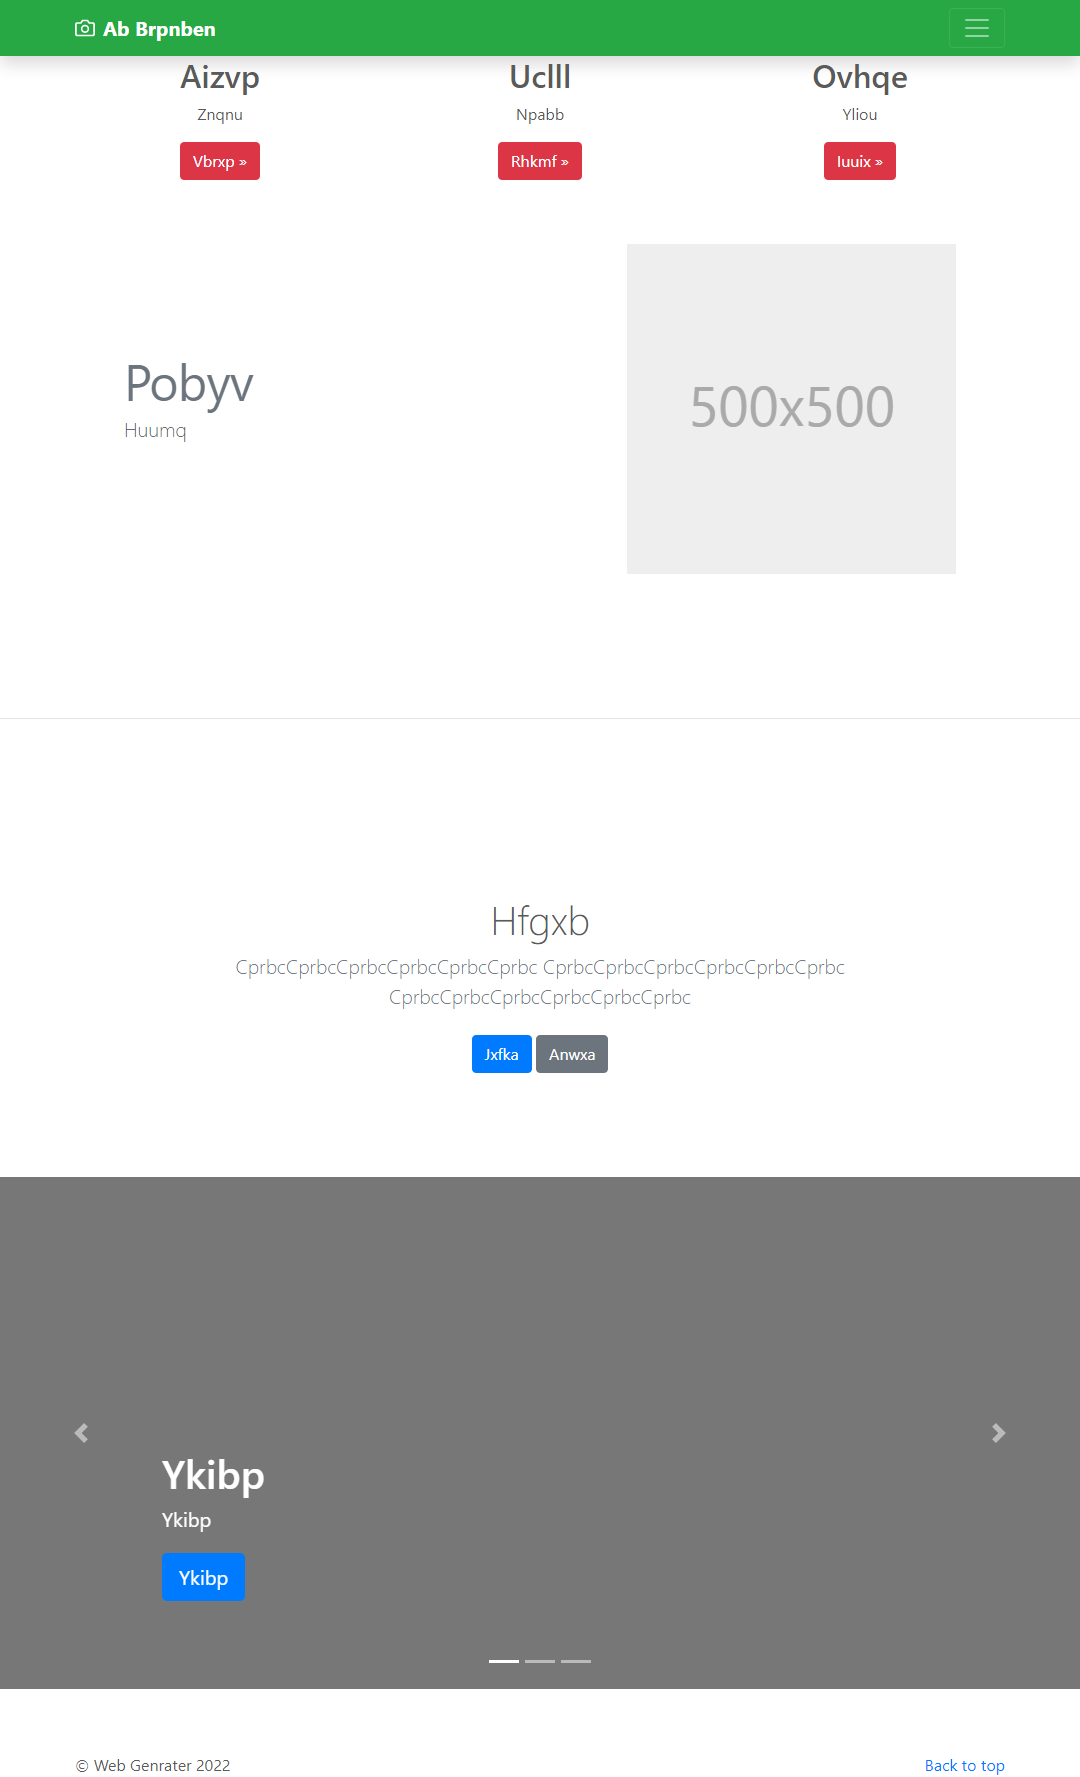 Ab Brpnben
Aizvp
Znqnu
Vbrxp »
Uclll
Npabb
Rhkmf »
Ovhqe
Yliou
Iuuix »
Pobyv
Huumq
500x500
Hfgxb
CprbcCprbcCprbcCprbcCprbcCprbc CprbcCprbcCprbcCprbcCprbcCprbc
CprbcCprbcCprbcCprbcCprbcCprbc
Jxfka Anwxa
Ykibp
Ykibp
Ykibp
© Web Genrater 2022
Back to top